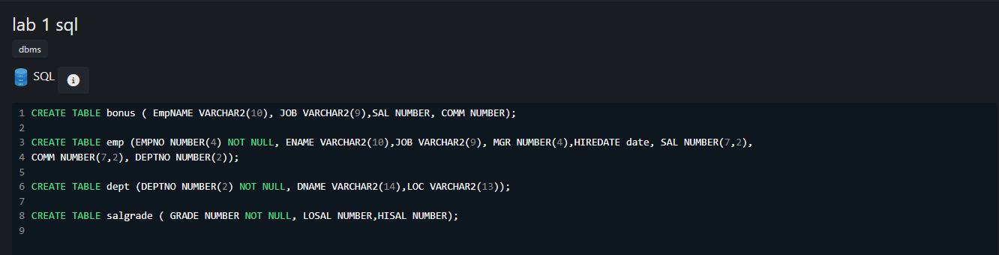 lab 1 sql
dbms
SQL
1 CREATE TABLE bonus ( EmpNAME VARCHAR2(10), JOB VARCHAR2(9),SAL NUMBER, COMM NUMBER);
2
3 CREATE TABLE emp (EMPNO NUMBER(4) NOT NULL, ENAME VARCHAR2(10),JOB VARCHAR2(9), MGR NUMBER(4),HIREDATE date, SAL NUMBER(7,2),
4 COMM NUMBER(7,2), DEPTNO NUMBER(2));
5
6 CREATE TABLE dept (DEPTNO NUMBER(2) NOT NULL, DNAME VARCHAR2(14),LOC VARCHAR2(13));
7
8 CREATE TABLE salgrade ( GRADE NUMBER NOT NULL, LOSAL NUMBER,HISAL NUMBER);
9